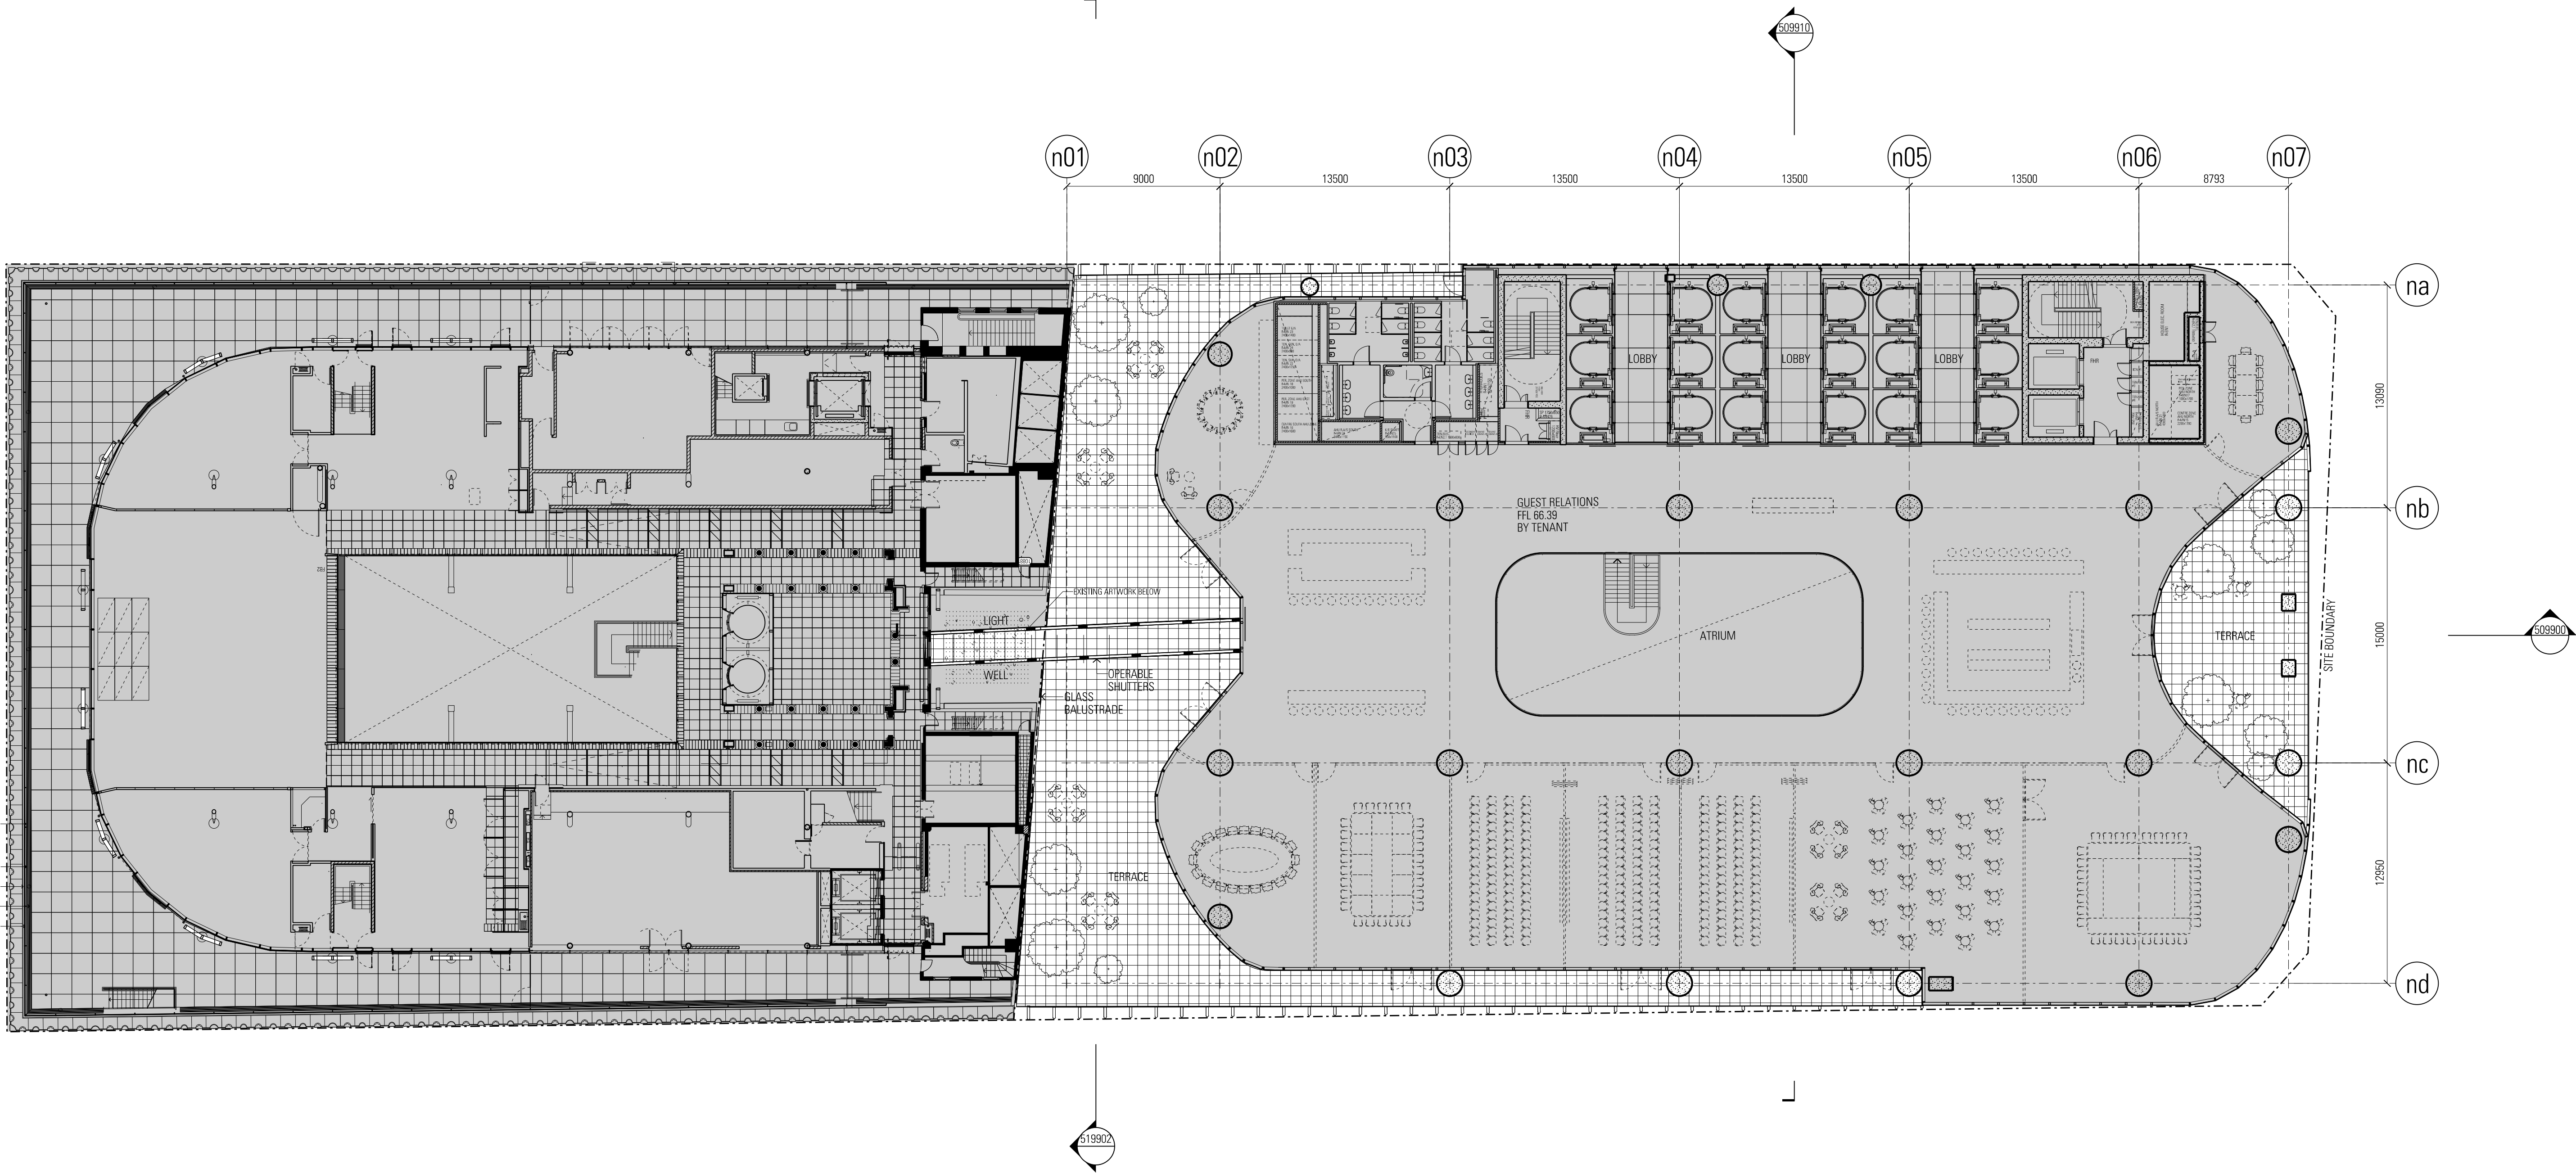 509910
n01
n02
n03
n04
n05
n06
n07
9000
13500
13500
13500
13500
8793
na
nb
nc
nd
13090
15000
12950
LOBBY
LOBBY
LOBBY
GUEST RELATIONS
FFL 66.39
BY TENANT
EXISTING ARTWORK BELOW
LIGHT
WELL
OPERABLE
SHUTTERS
GLASS
BALUSTRADE
ATRIUM
TERRACE
TERRACE
SITE BOUNDARY
509900
519902